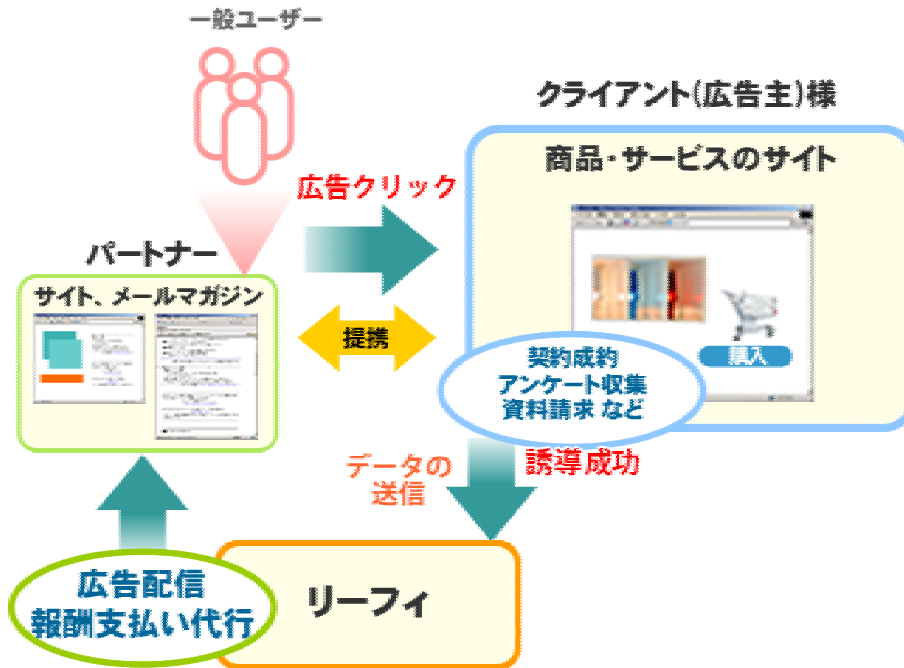 一般ユーザー
クライアント(広告主)様
商品・サービスのサイト
広告クリック
パートナー
サイト、メールマガジン
提携
購入
契約成約
アンケート収集
資料請求 など
データの
送信
誘導成功
広告配信
報酬支払い代行
リーフィ